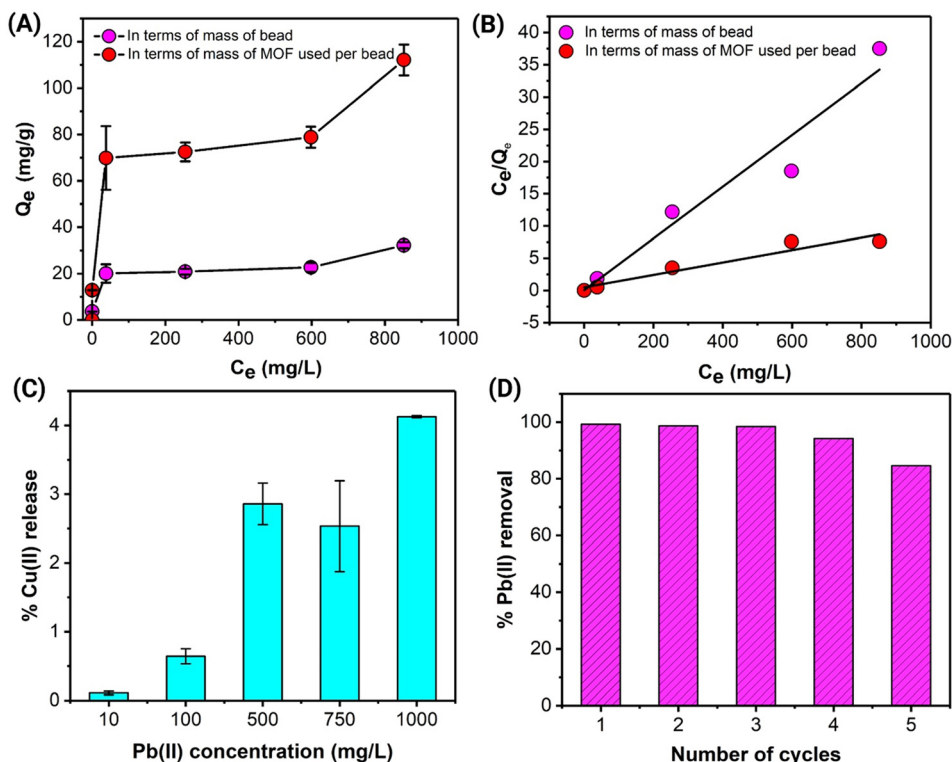 (A)
In terms of mass of bead
In terms of mass of MOF used per bead
120
100
80
60
40
20
0
Qe (mg/g)
0 200 400 600 800 1000
Ce (mg/L)
(B)
In terms of mass of bead
In terms of mass of MOF used per bead
40
35
30
25
20
15
10
5
0
-5
Ce/Qe
0 200 400 600 800 1000
Ce (mg/L)
(C)
4
3
2
1
0
% Cu(II) release
10 100 500 750 1000
Pb(II) concentration (mg/L)
(D)
100
80
60
40
20
0
% Pb(II) removal
1 2 3 4 5
Number of cycles